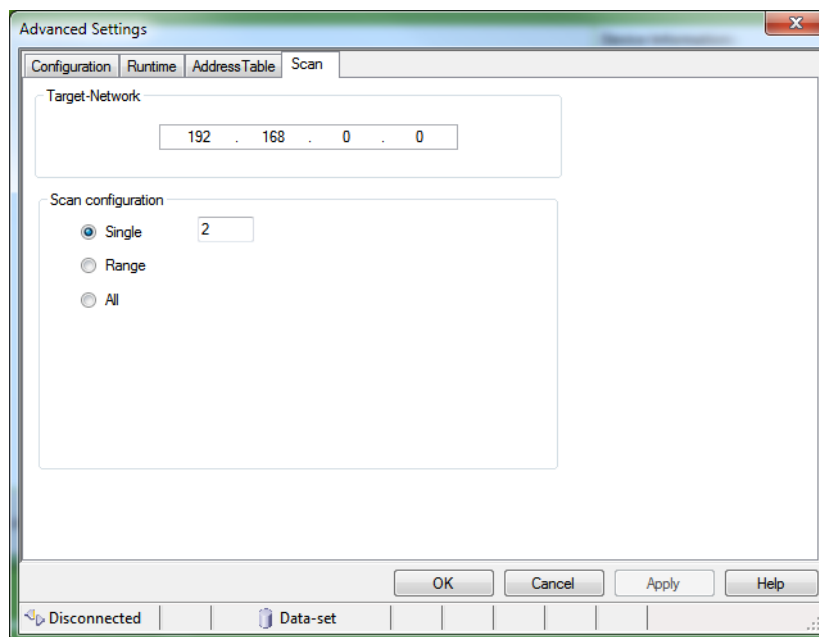 Advanced Settings
Configuration Runtime AddressTable Scan
Target-Network
192 . 168 . 0 . 0
Scan configuration
Single 2
Range
All
OK Cancel Apply Help
Disconnected Data-set